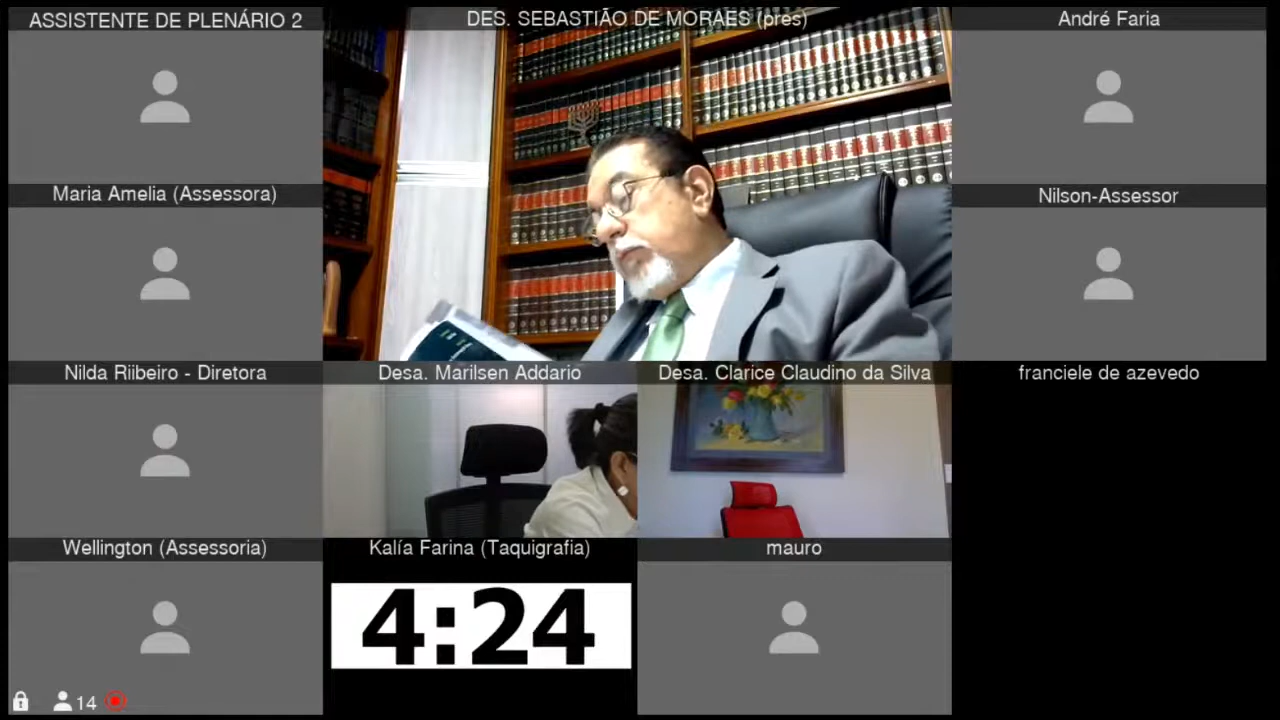 ASSISTENTE DE PLENÁRIO 2
DES. SEBASTIÃO DE MORAES (pres)
André Faria
Maria Amelia (Assessora)
Nilson-Assessor
Nilda Riibeiro - Diretora
Desa. Marilsen Addario
Desa. Clarice Claudino da Silva
franciele de azevedo
Wellington (Assessoria)
Kalía Farina (Taquigrafia)
mauro
4:24
14